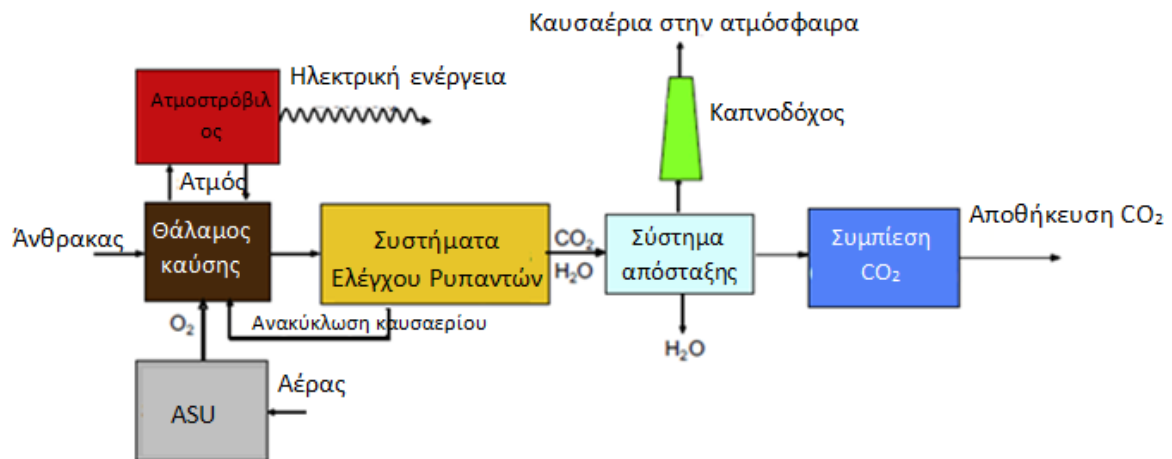 Καυσαέρια στην ατμόσφαιρα
Ηλεκτρική ενέργεια
Ατμοστρόβιλ
ος
Καπνοδόχος
Ατμός
Άνθρακας
Θάλαμος
καύσης
Συστήματα
Ελέγχου Ρυπαντών
CO₂
H₂O
Σύστημα
απόσταξης
Συμπίεση
CO₂
Αποθήκευση CO₂
O₂
Ανακύκλωση καυσαερίου
H₂O
Αέρας
ASU